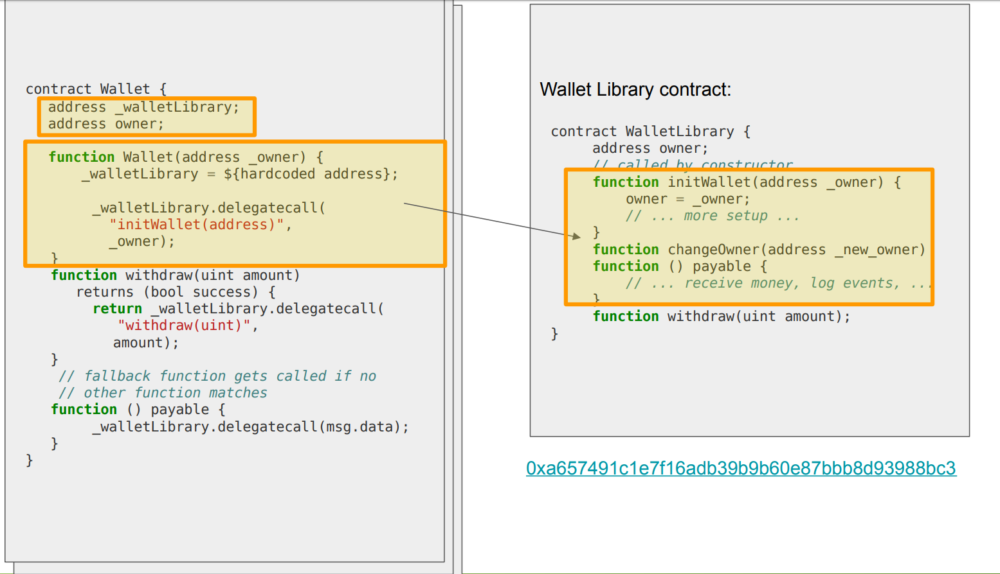 contract Wallet {
address _walletLibrary;
address owner;
function Wallet(address _owner) {
_walletLibrary = ${hardcoded address};
_walletLibrary.delegatecall(
"initWallet(address)",
_owner);
}
function withdraw(uint amount)
returns (bool success) {
return _walletLibrary.delegatecall(
"withdraw(uint)",
amount);
}
// fallback function gets called if no
// other function matches
function () payable {
_walletLibrary.delegatecall(msg.data);
}
}
Wallet Library contract:
contract WalletLibrary {
address owner;
// called by constructor
function initWallet(address _owner) {
owner = _owner;
// ... more setup ...
}
function changeOwner(address _new_owner)
function () payable {
// ... receive money, log events, ...
}
function withdraw(uint amount);
}
0xa657491c1e7f16adb39b9b60e87bbb8d93988bc3